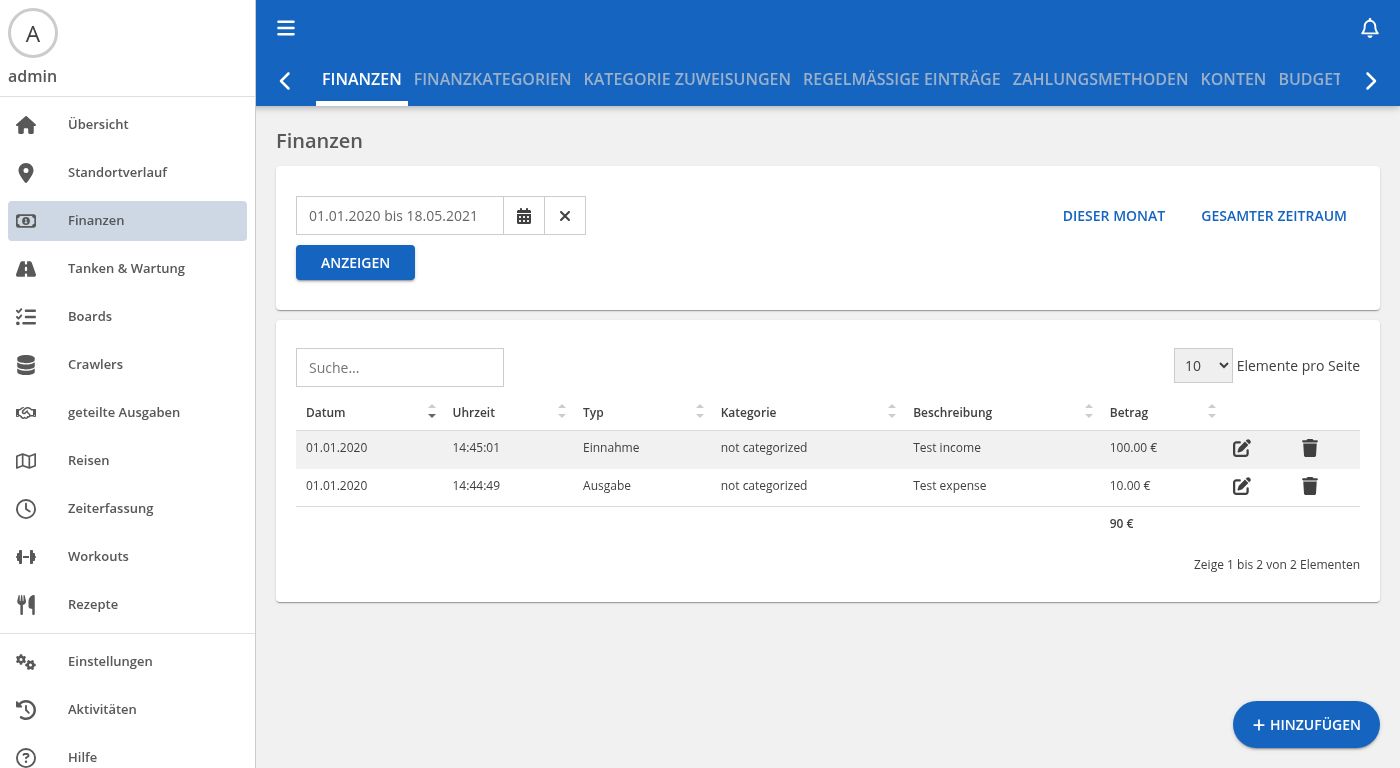 A
admin
Übersicht
Standortverlauf
Finanzen
Tanken & Wartung
Boards
Crawlers
geteilte Ausgaben
Reisen
Zeiterfassung
Workouts
Rezepte
Einstellungen
Aktivitäten
Hilfe
FINANZEN FINANZKATEGORIEN KATEGORIE ZUWEISUNGEN REGELMÄSSIGE EINTRÄGE ZAHLUNGSMETHODEN KONTEN BUDGET
Finanzen
01.01.2020 bis 18.05.2021 DIESER MONAT GESAMTER ZEITRAUM
ANZEIGEN
Suche... 10 Elemente pro Seite
Datum Uhrzeit Typ Kategorie Beschreibung Betrag
01.01.2020 14:45:01 Einnahme not categorized Test income 100.00 €
01.01.2020 14:44:49 Ausgabe not categorized Test expense 10.00 €
90 €
Zeige 1 bis 2 von 2 Elementen
+ HINZUFÜGEN